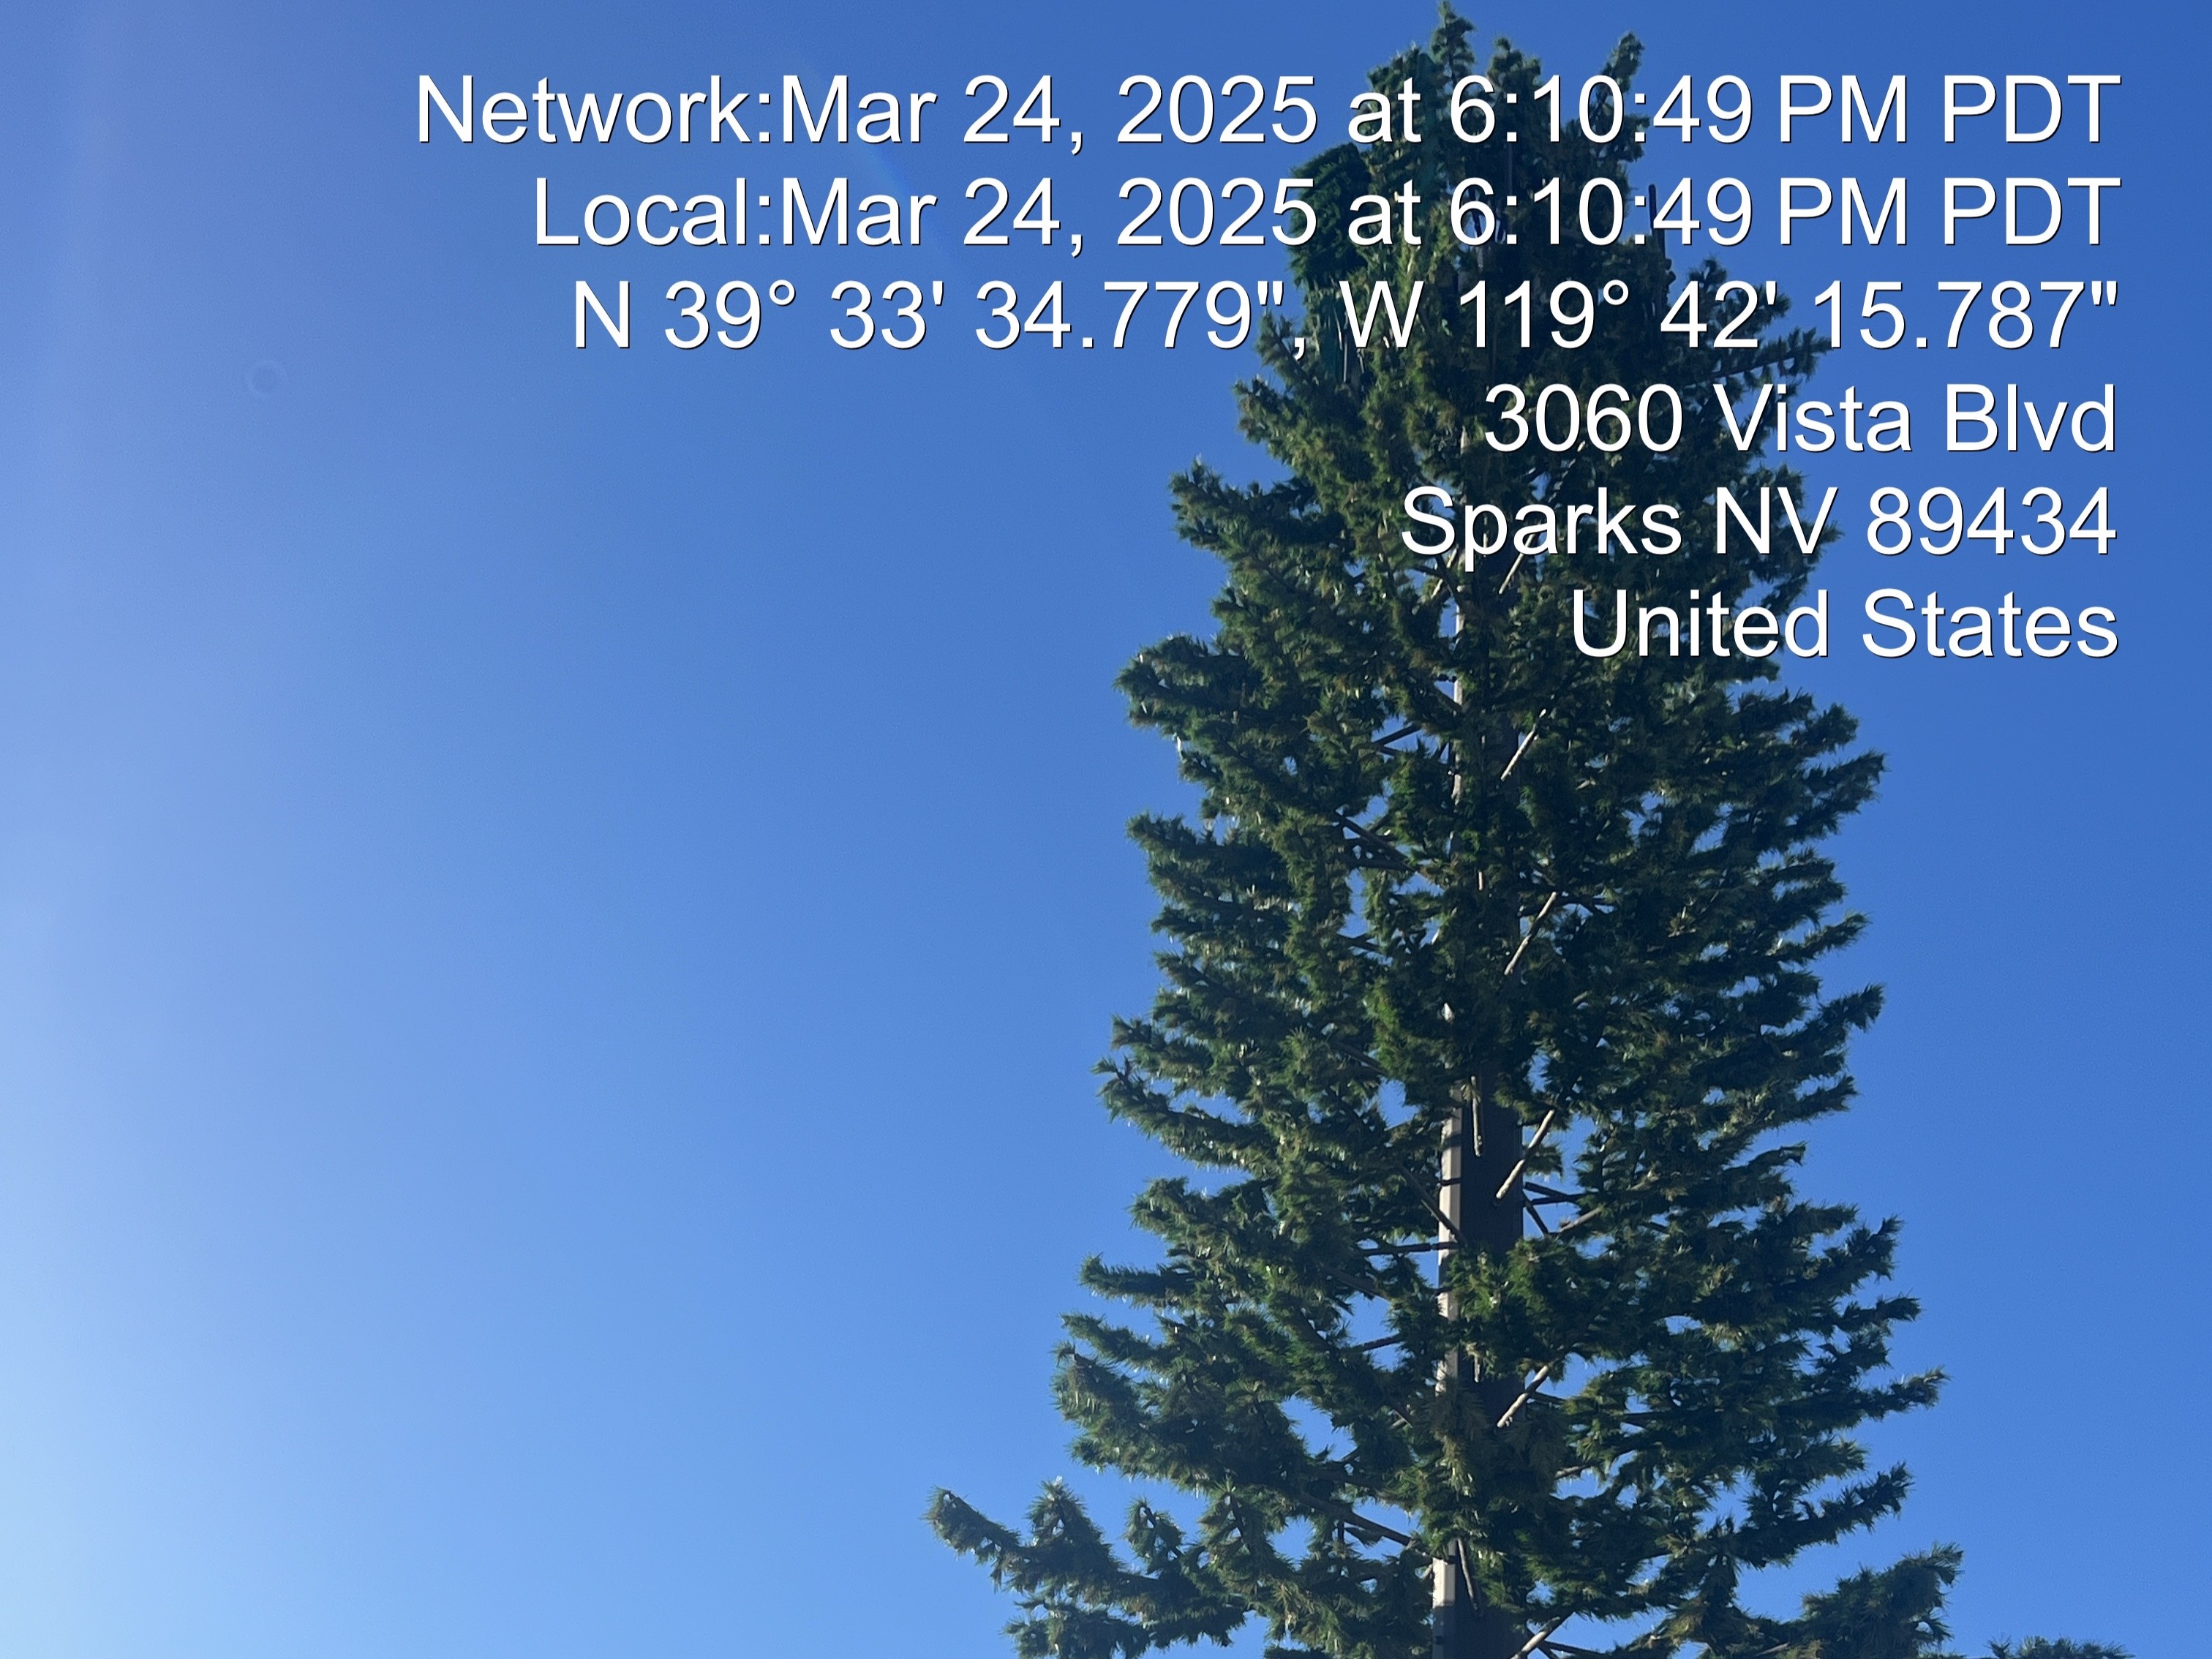 Network:Mar 24, 2025 at 6:10:49 PM PDT
Local:Mar 24, 2025 at 6:10:49 PM PDT
N 39° 33' 34.779", W 119° 42' 15.787"
3060 Vista Blvd
Sparks NV 89434
United States